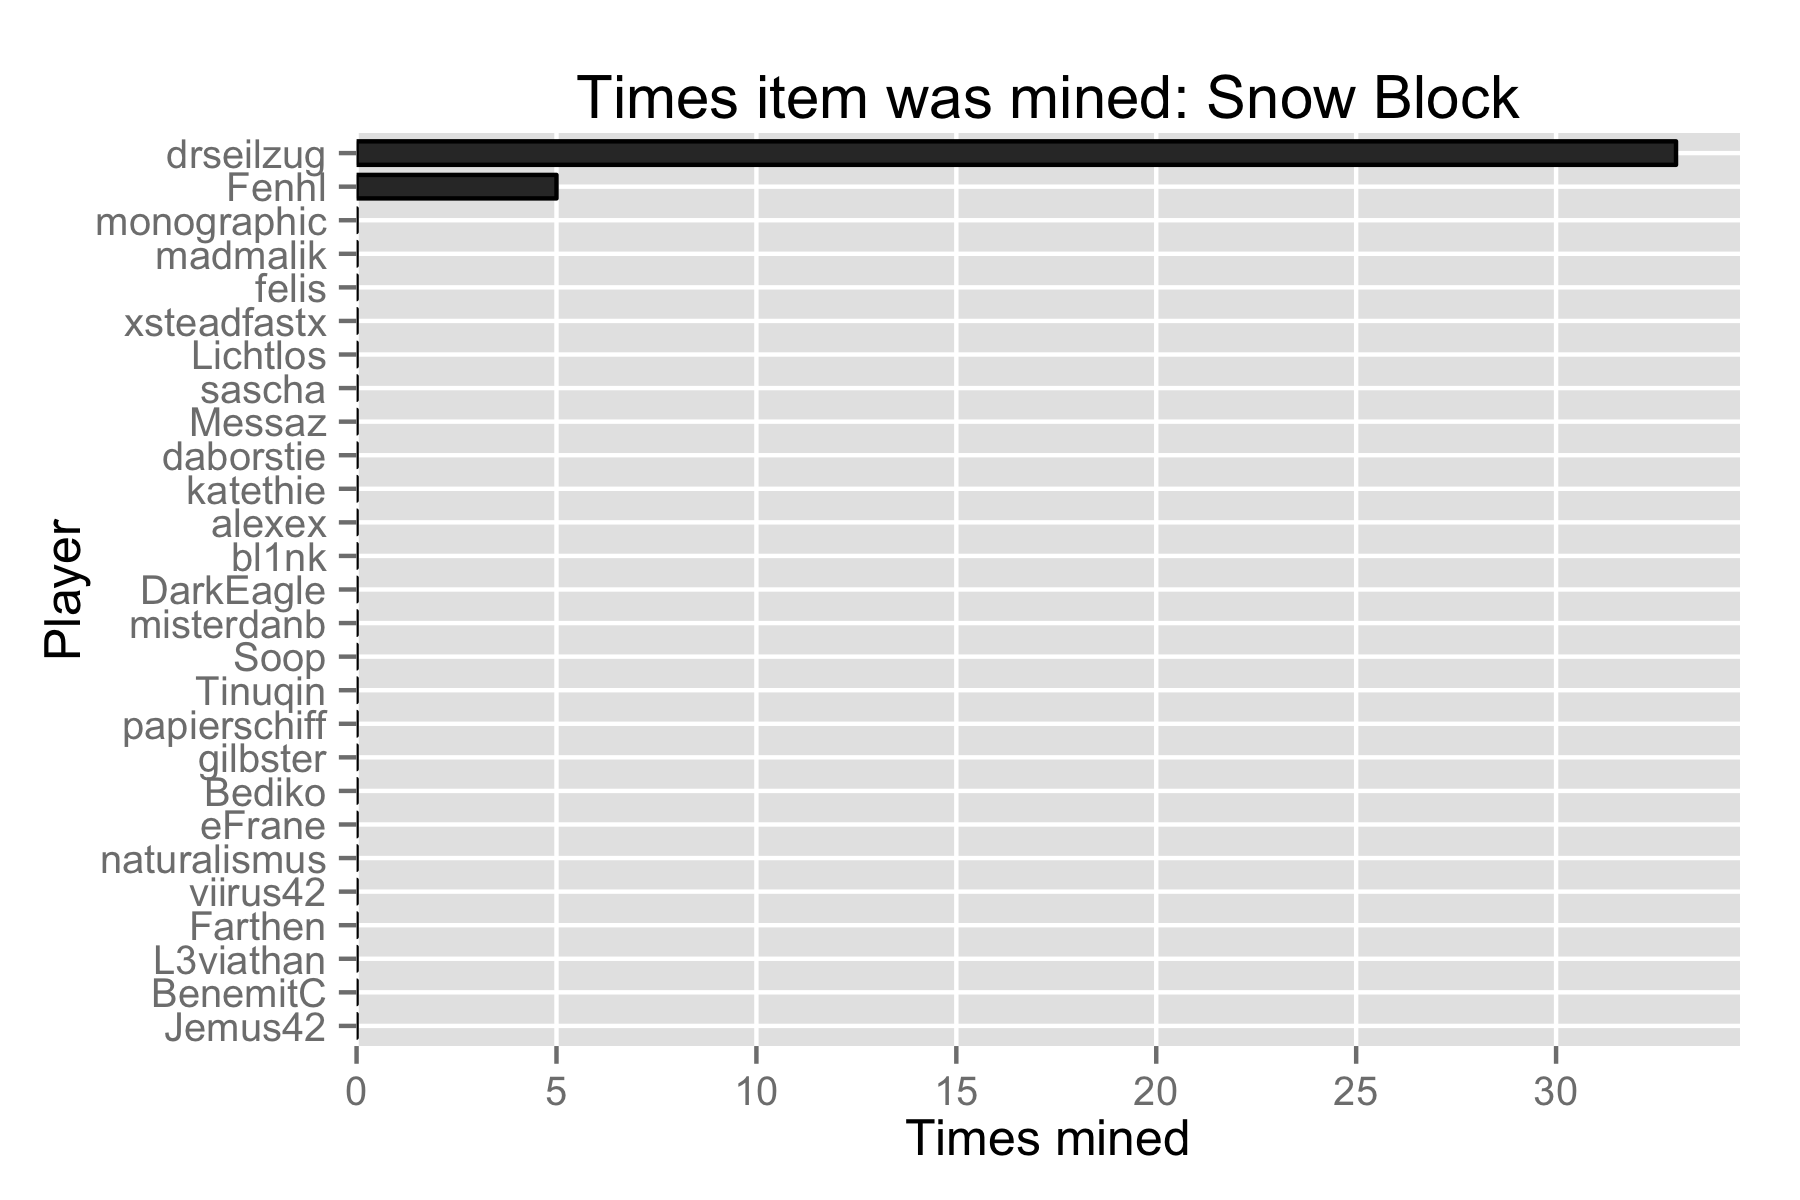 Times item was mined: Snow Block
drseilzug
Fenhl
monographic
madmalik
felis
xsteadfastx
Lichtlos
sascha
Messaz
daborstie
katethie
alexex
bl1nk
DarkEagle
misterdanb
Soop
Tinuqin
papierschiff
gilbster
Bediko
eFrane
naturalismus
viirus42
Farthen
L3viathan
BenemitC
Jemus42
Player
0 5 10 15 20 25 30
Times mined